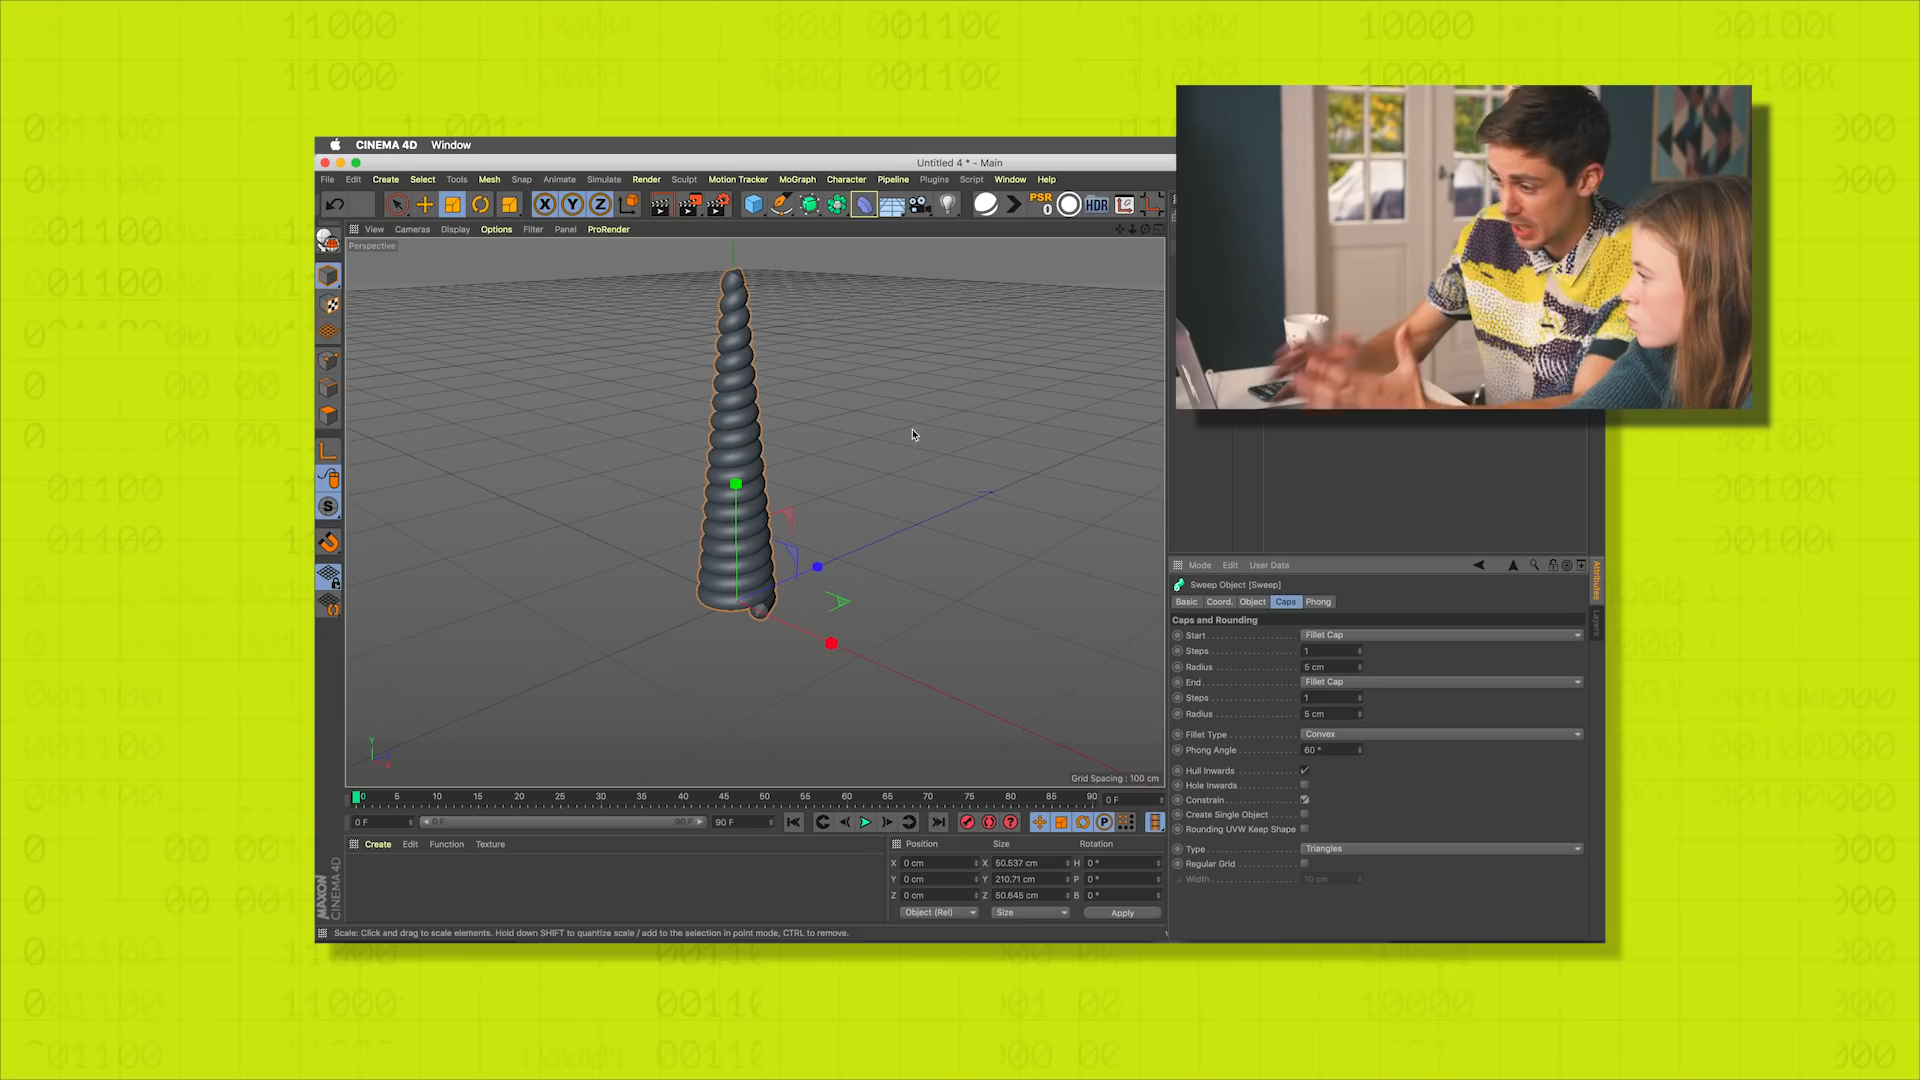 CINEMA 4D Window
Untitled 4 * - Main
File Edit Create Select Tools Mesh Snap Animate Simulate Render Sculpt Motion Tracker MoGraph Character Pipeline Plugins Script Window Help
X Y Z PSR 0 HDR
View Cameras Display Options Filter Panel ProRender
Perspective
Grid Spacing : 100 cm
0 5 10 15 20 25 30 35 40 45 50 55 60 65 70 75 80 85 90 0 F
0 F 0 F 90 F 90 F
Create Edit Function Texture
Position Size Rotation
X 0 cm X 50.537 cm H 0 °
Y 0 cm Y 210.71 cm P 0 °
Z 0 cm Z 50.645 cm B 0 °
Object (Rel) Size Apply
MAXON
CINEMA 4D
Scale: Click and drag to scale elements. Hold down SHIFT to quantize scale / add to the selection in point mode, CTRL to remove.
Mode Edit User Data
Sweep Object [Sweep]
Basic Coord. Object Caps Phong
Caps and Rounding
Start Fillet Cap
Steps 1
Radius 5 cm
End Fillet Cap
Steps 1
Radius 5 cm
Fillet Type Convex
Phong Angle 60 °
Hull Inwards
Hole Inwards
Constrain
Create Single Object
Rounding UVW Keep Shape
Type Triangles
Regular Grid
Width 10 cm
Attributes
Layers